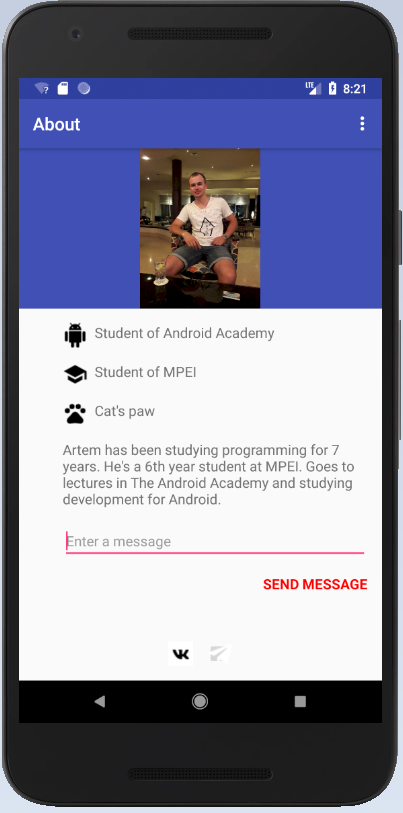 LTE 8:21
About
Student of Android Academy
Student of MPEI
Cat's paw
Artem has been studying programming for 7
years. He's a 6th year student at MPEI. Goes to
lectures in The Android Academy and studying
development for Android.
Enter a message
SEND MESSAGE
VK